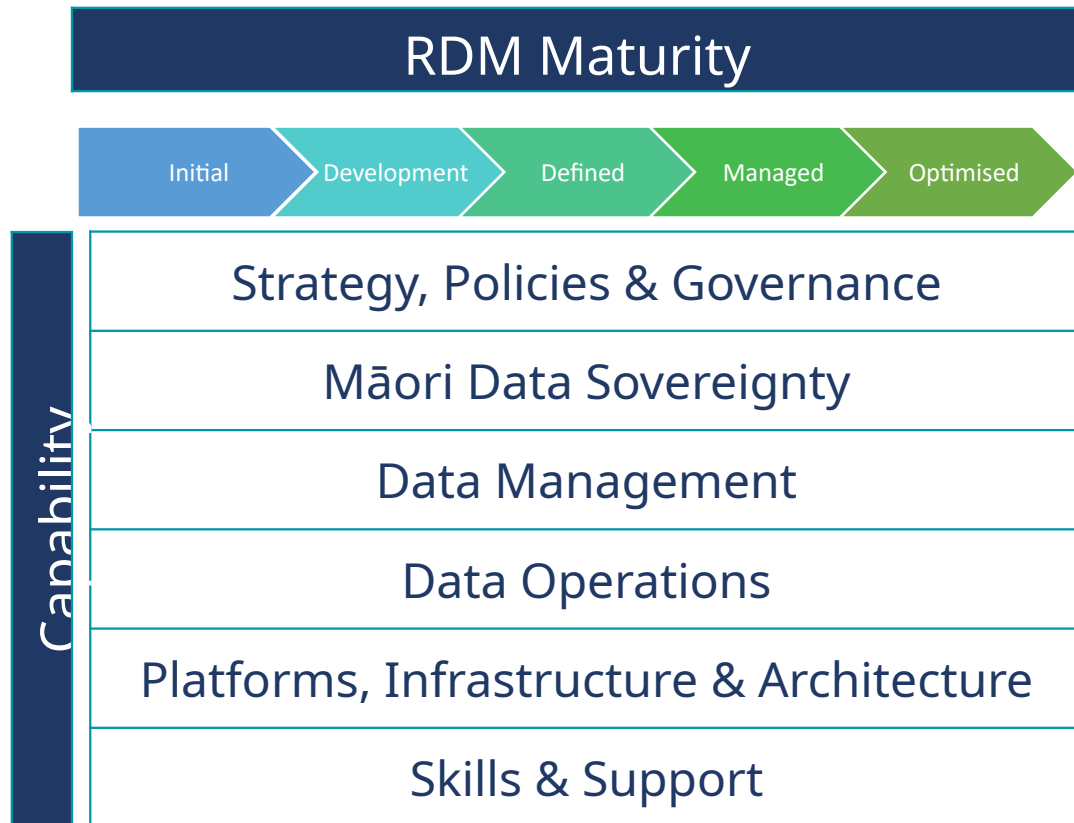 RDM Maturity
Initial
Development
Defined
Managed
Optimised
Capability
Strategy, Policies & Governance
Māori Data Sovereignty
Data Management
Data Operations
Platforms, Infrastructure & Architecture
Skills & Support